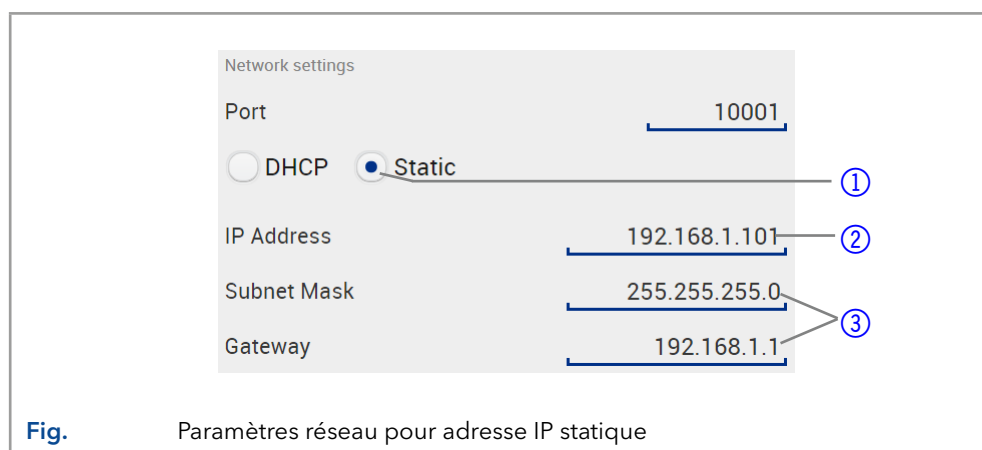 Network settings
Port 10001
DHCP Static
①
IP Address 192.168.1.101
②
Subnet Mask 255.255.255.0
③
Gateway 192.168.1.1
Fig. Paramètres réseau pour adresse IP statique